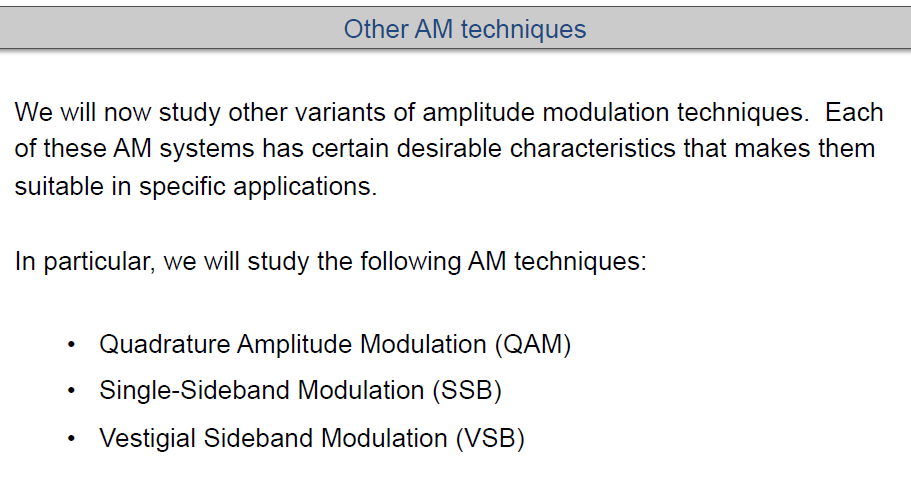 Other AM techniques
We will now study other variants of amplitude modulation techniques.  Each
of these AM systems has certain desirable characteristics that makes them
suitable in specific applications.
In particular, we will study the following AM techniques:
• Quadrature Amplitude Modulation (QAM)
• Single-Sideband Modulation (SSB)
• Vestigial Sideband Modulation (VSB)